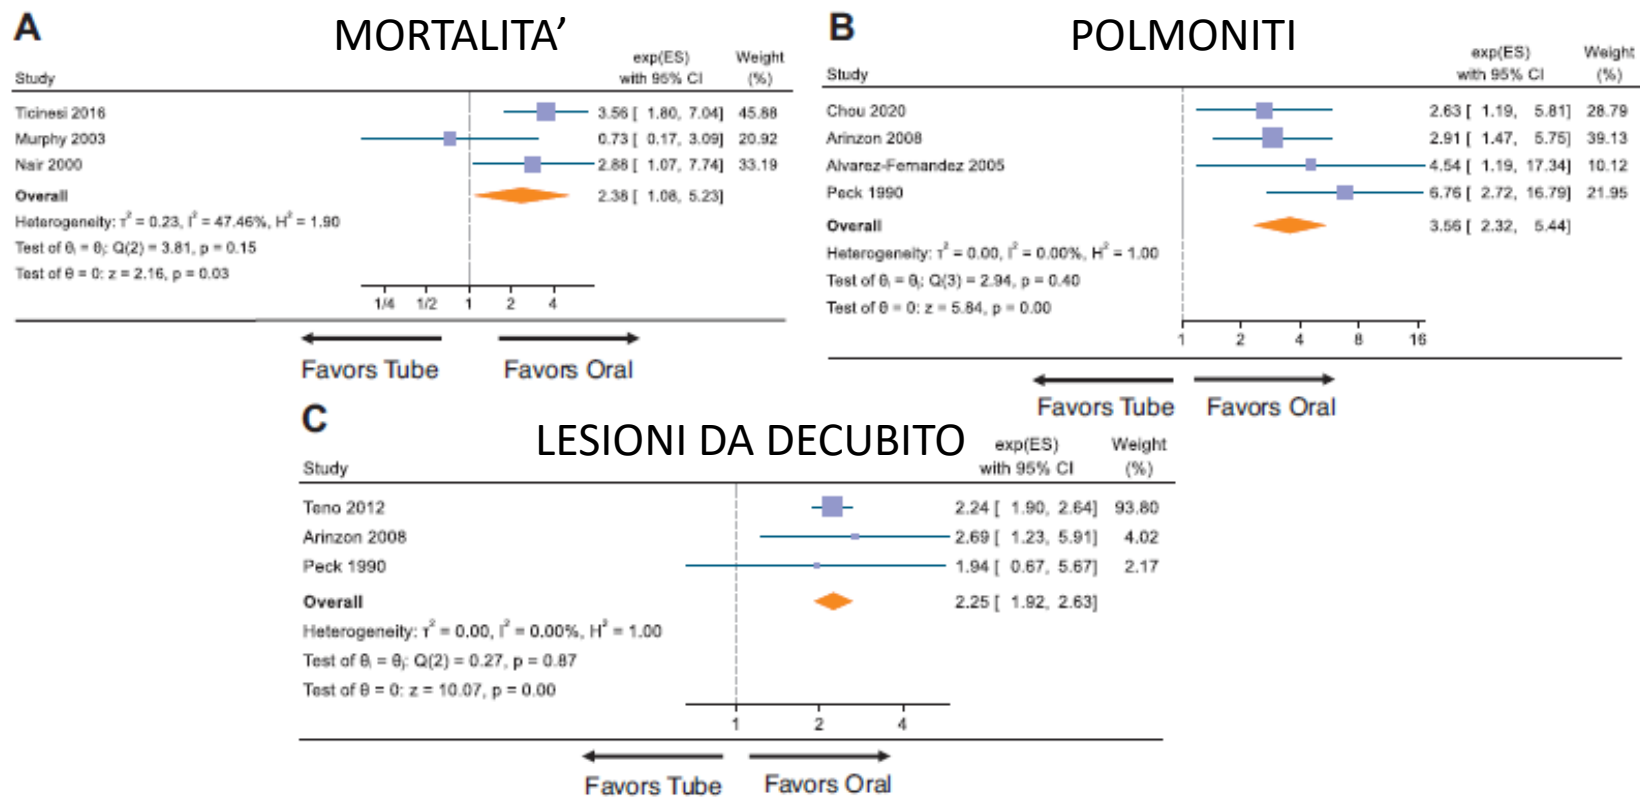 A
MORTALITA’
exp(ES) Weight
Study with 95% CI (%)
Ticinesi 2016 3.56 [ 1.80, 7.04] 45.88
Murphy 2003 0.73 [ 0.17, 3.09] 20.92
Nair 2000 2.88 [ 1.07, 7.74] 33.19
Overall 2.38 [ 1.08, 5.23]
Heterogeneity: τ² = 0.23, I² = 47.46%, H² = 1.90
Test of θᵢ = θⱼ: Q(2) = 3.81, p = 0.15
Test of θ = 0: z = 2.16, p = 0.03
1/4 1/2 1 2 4
Favors Tube Favors Oral
B
POLMONITI
exp(ES) Weight
Study with 95% CI (%)
Chou 2020 2.63 [ 1.19, 5.81] 28.79
Arinzon 2008 2.91 [ 1.47, 5.75] 39.13
Alvarez-Fernandez 2005 4.54 [ 1.19, 17.34] 10.12
Peck 1990 6.76 [ 2.72, 16.79] 21.95
Overall 3.56 [ 2.32, 5.44]
Heterogeneity: τ² = 0.00, I² = 0.00%, H² = 1.00
Test of θᵢ = θⱼ: Q(3) = 2.94, p = 0.40
Test of θ = 0: z = 5.84, p = 0.00
1 2 4 8 16
Favors Tube Favors Oral
C
LESIONI DA DECUBITO
exp(ES) Weight
Study with 95% CI (%)
Teno 2012 2.24 [ 1.90, 2.64] 93.80
Arinzon 2008 2.69 [ 1.23, 5.91] 4.02
Peck 1990 1.94 [ 0.67, 5.67] 2.17
Overall 2.25 [ 1.92, 2.63]
Heterogeneity: τ² = 0.00, I² = 0.00%, H² = 1.00
Test of θᵢ = θⱼ: Q(2) = 0.27, p = 0.87
Test of θ = 0: z = 10.07, p = 0.00
1 2 4
Favors Tube Favors Oral